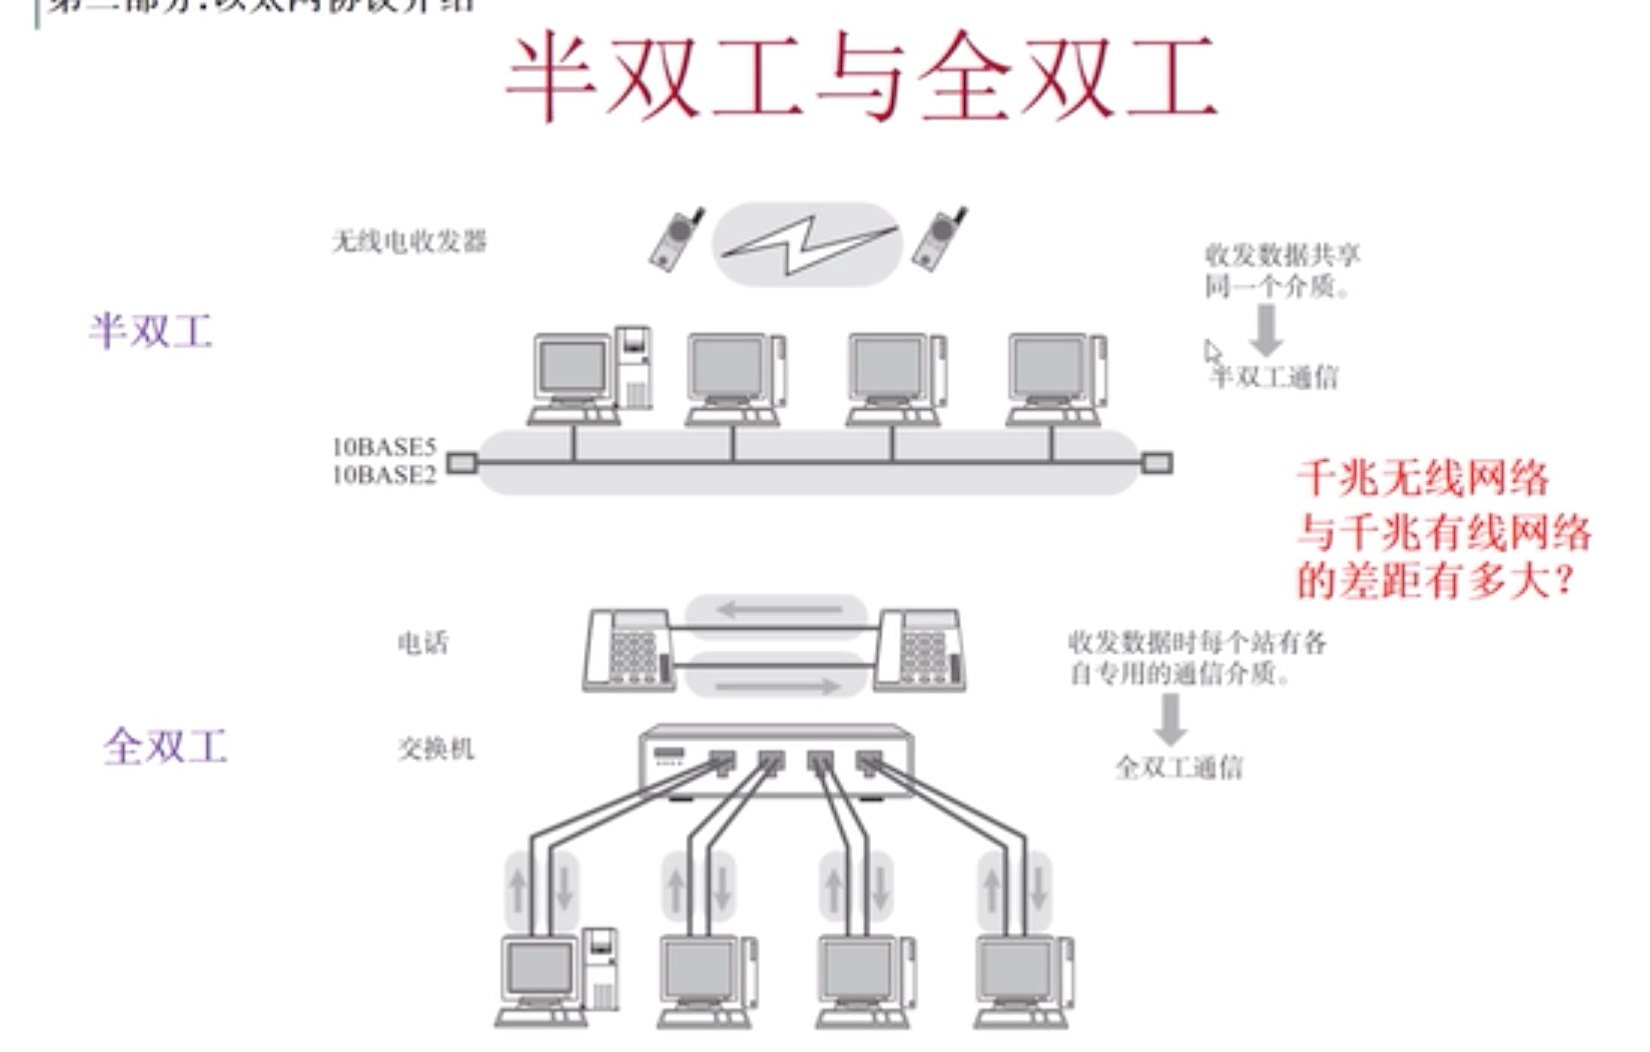 半双工与全双工
无线电收发器
收发数据共享
同一个介质。
半双工
半双工通信
10BASE5
10BASE2
千兆无线网络
与千兆有线网络
的差距有多大?
电话
收发数据时每个站有各
自专用的通信介质。
全双工
交换机
全双工通信